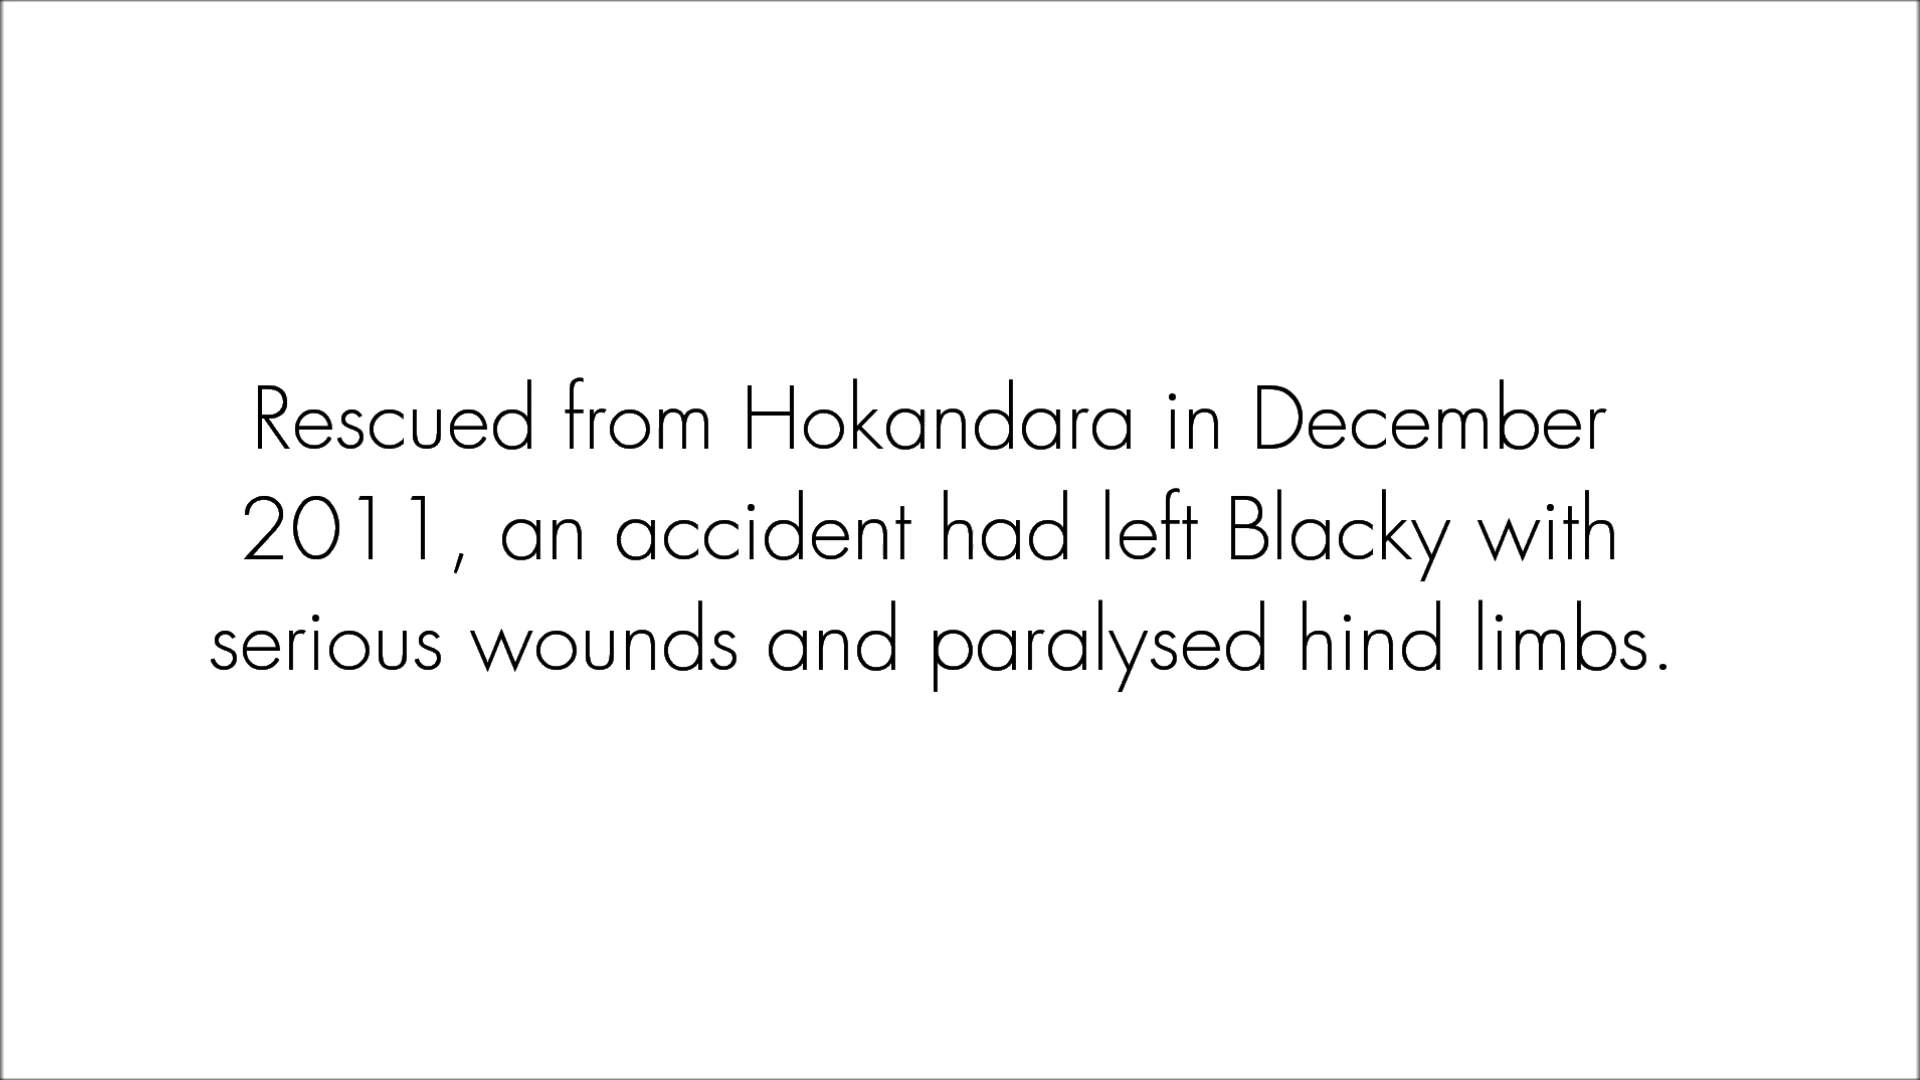 Rescued from Hokandara in December
2011, an accident had left Blacky with
serious wounds and paralysed hind limbs.